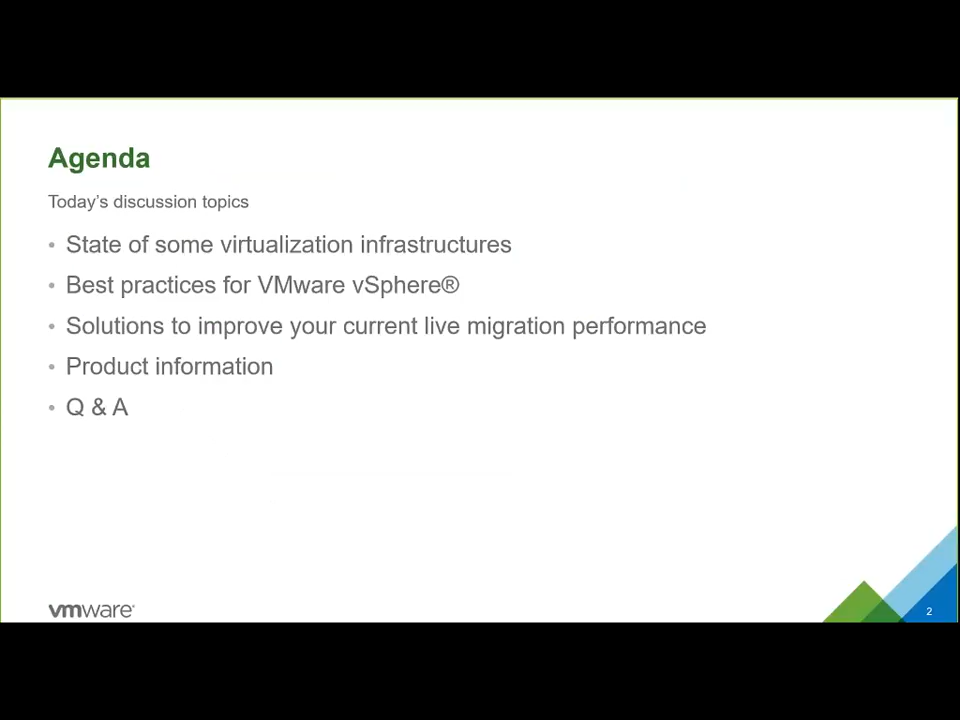 Agenda
Today's discussion topics
• State of some virtualization infrastructures
• Best practices for VMware vSphere®
• Solutions to improve your current live migration performance
• Product information
• Q & A
vmware®
2